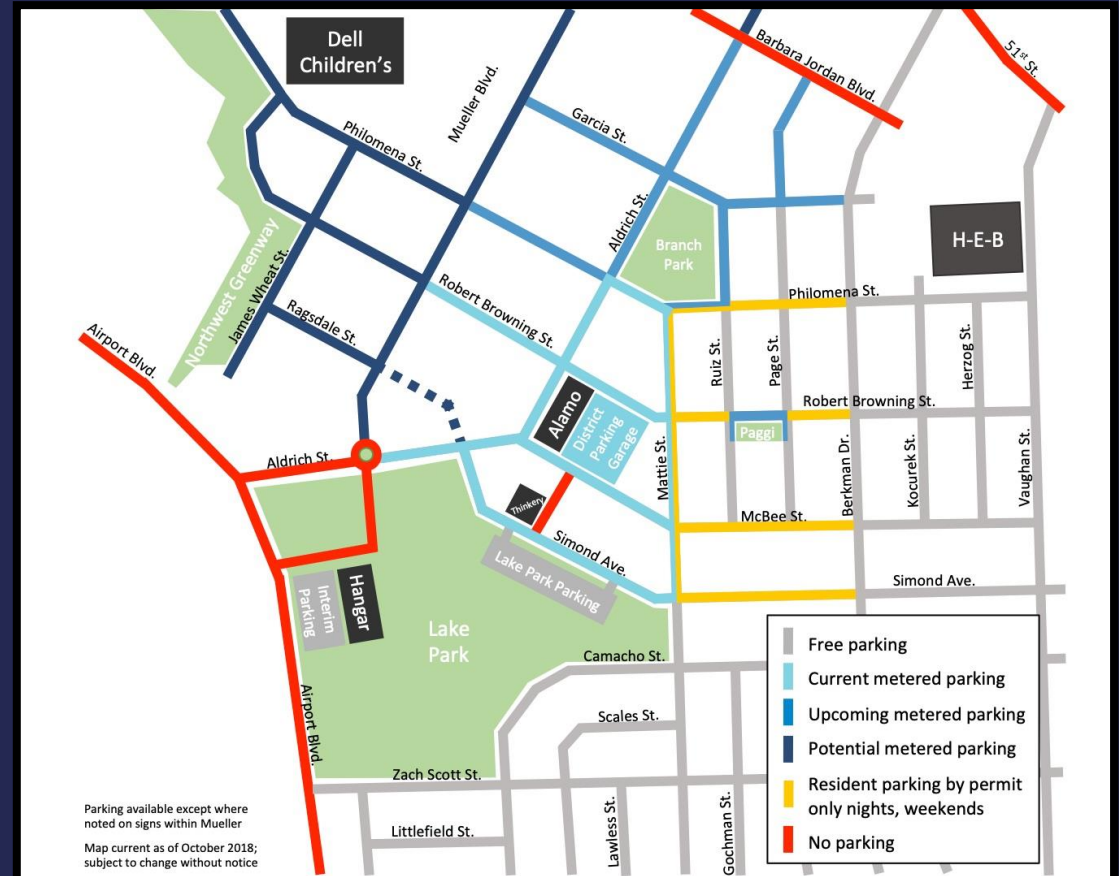 Dell
Children's
Barbara Jordan Blvd.
51st St.
Mueller Blvd.
Garcia St.
Philomena St.
Aldrich St.
Branch
Park
H-E-B
Northwest Greenway
James Wheat St.
Robert Browning St.
Philomena St.
Ragsdale St.
Airport Blvd.
Ruiz St.
Page St.
Herzog St.
Robert Browning St.
Alamo
District
Parking
Garage
Paggi
Mattie St.
Berkman Dr.
Kocurek St.
Vaughan St.
Aldrich St.
Thinkery
McBee St.
Simond Ave.
Lake Park Parking
Simond Ave.
Interim
Parking
Hangar
Lake
Park
Camacho St.
Scales St.
Airport Blvd.
Zach Scott St.
Littlefield St.
Lawless St.
Gochman St.
Free parking
Current metered parking
Upcoming metered parking
Potential metered parking
Resident parking by permit
only nights, weekends
No parking
Parking available except where
noted on signs within Mueller
Map current as of October 2018;
subject to change without notice